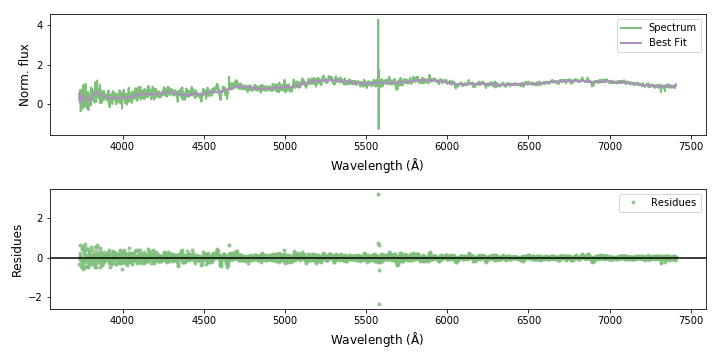 4
2
0
Norm. flux
Spectrum
Best Fit
4000 4500 5000 5500 6000 6500 7000 7500
Wavelength (Å)
2
0
−2
Residues
Residues
4000 4500 5000 5500 6000 6500 7000 7500
Wavelength (Å)